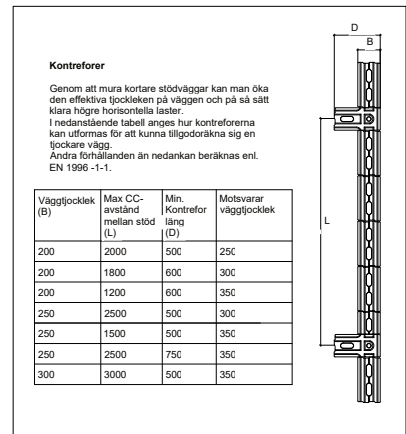 D
B
Kontreforer
Genom att mura kortare stödväggar kan man öka
den effektiva tjockleken på väggen och på så sätt
klara högre horisontella laster.
I nedanstående tabell anges hur kontreforerna
kan utformas för att kunna tillgodoräkna sig en
tjockare vägg.
Andra förhållanden än nedankan beräknas enl.
EN 1996 -1-1.
Väggtjocklek (B) Max CC-avstånd mellan stöd (L) Min. Kontrefor läng (D) Motsvarar väggtjocklek
200 2000 500 250
200 1800 600 300
200 1200 600 350
250 2500 500 300
250 1500 500 350
250 2500 750 350
300 3000 500 350
L